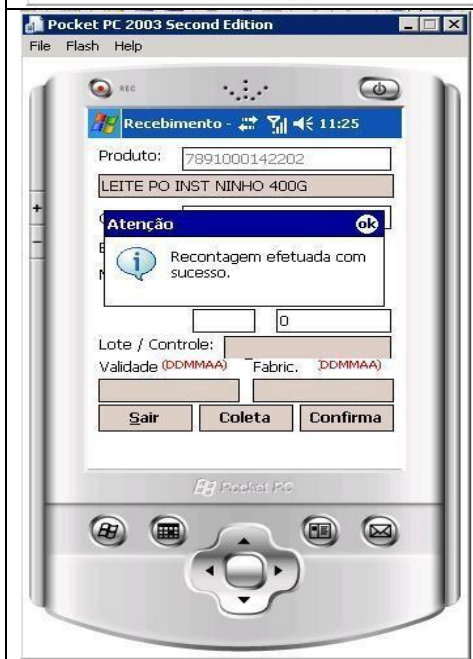 Pocket PC 2003 Second Edition
File Flash Help
REC
Recebimento - 11:25
Produto: 7891000142202
LEITE PO INST NINHO 400G
Atenção ok
Recontagem efetuada com
sucesso.
0
Lote / Controle:
Validade (DDMMAA) Fabric. DDMMAA)
Sair Coleta Confirma
Pocket PC